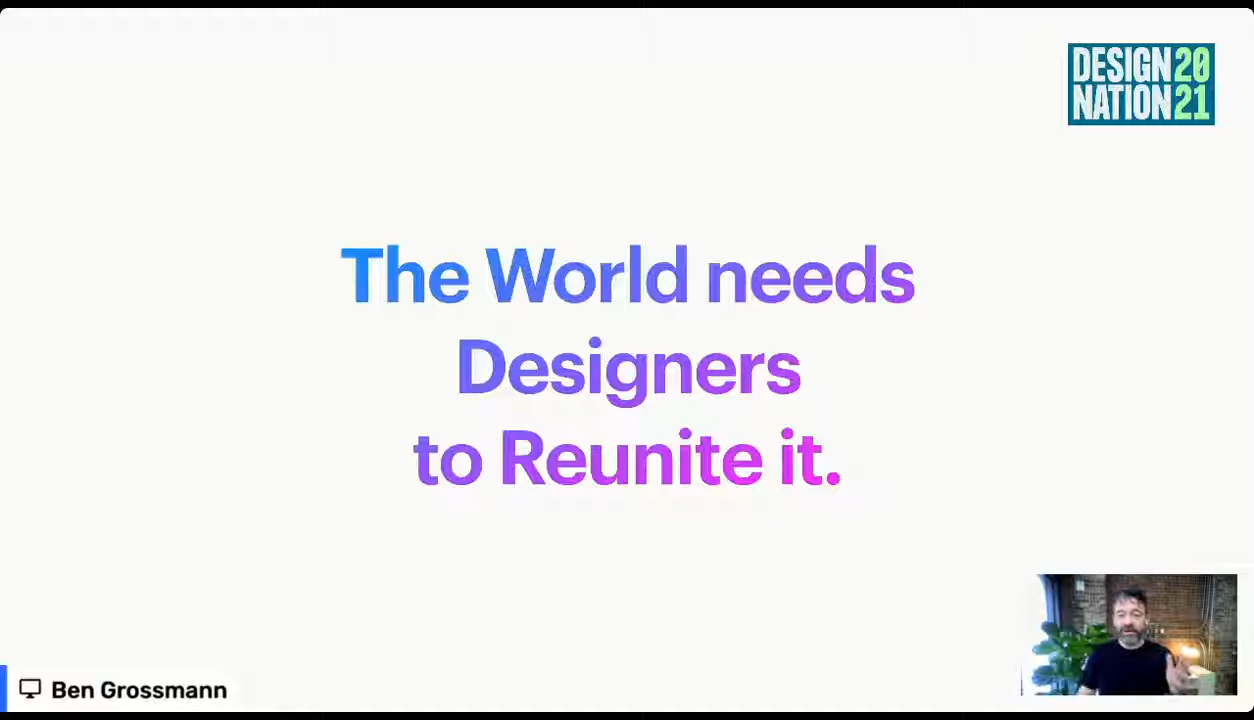 DESIGN 20
NATION 21
The World needs
Designers
to Reunite it.
Ben Grossmann